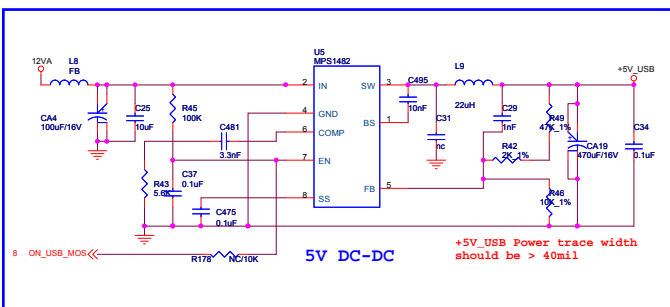 12VA
L8
FB
U5
MPS1482
L9
+5V_USB
2
IN
SW
3
C495
10nF
22uH
CA4
100uF/16V
C25
10uF
R45
100K
4
GND
BS
1
C31
nc
C29
1nF
R49
47K_1%
CA19
470uF/16V
C34
0.1uF
C481
3.3nF
6
COMP
7
EN
R42
2K_1%
R43
5.6K
C37
0.1uF
8
SS
FB
5
C475
0.1uF
R46
10K_1%
8
ON_USB_MOS
R178
NC/10K
5V DC-DC
+5V_USB Power trace width
should be > 40mil